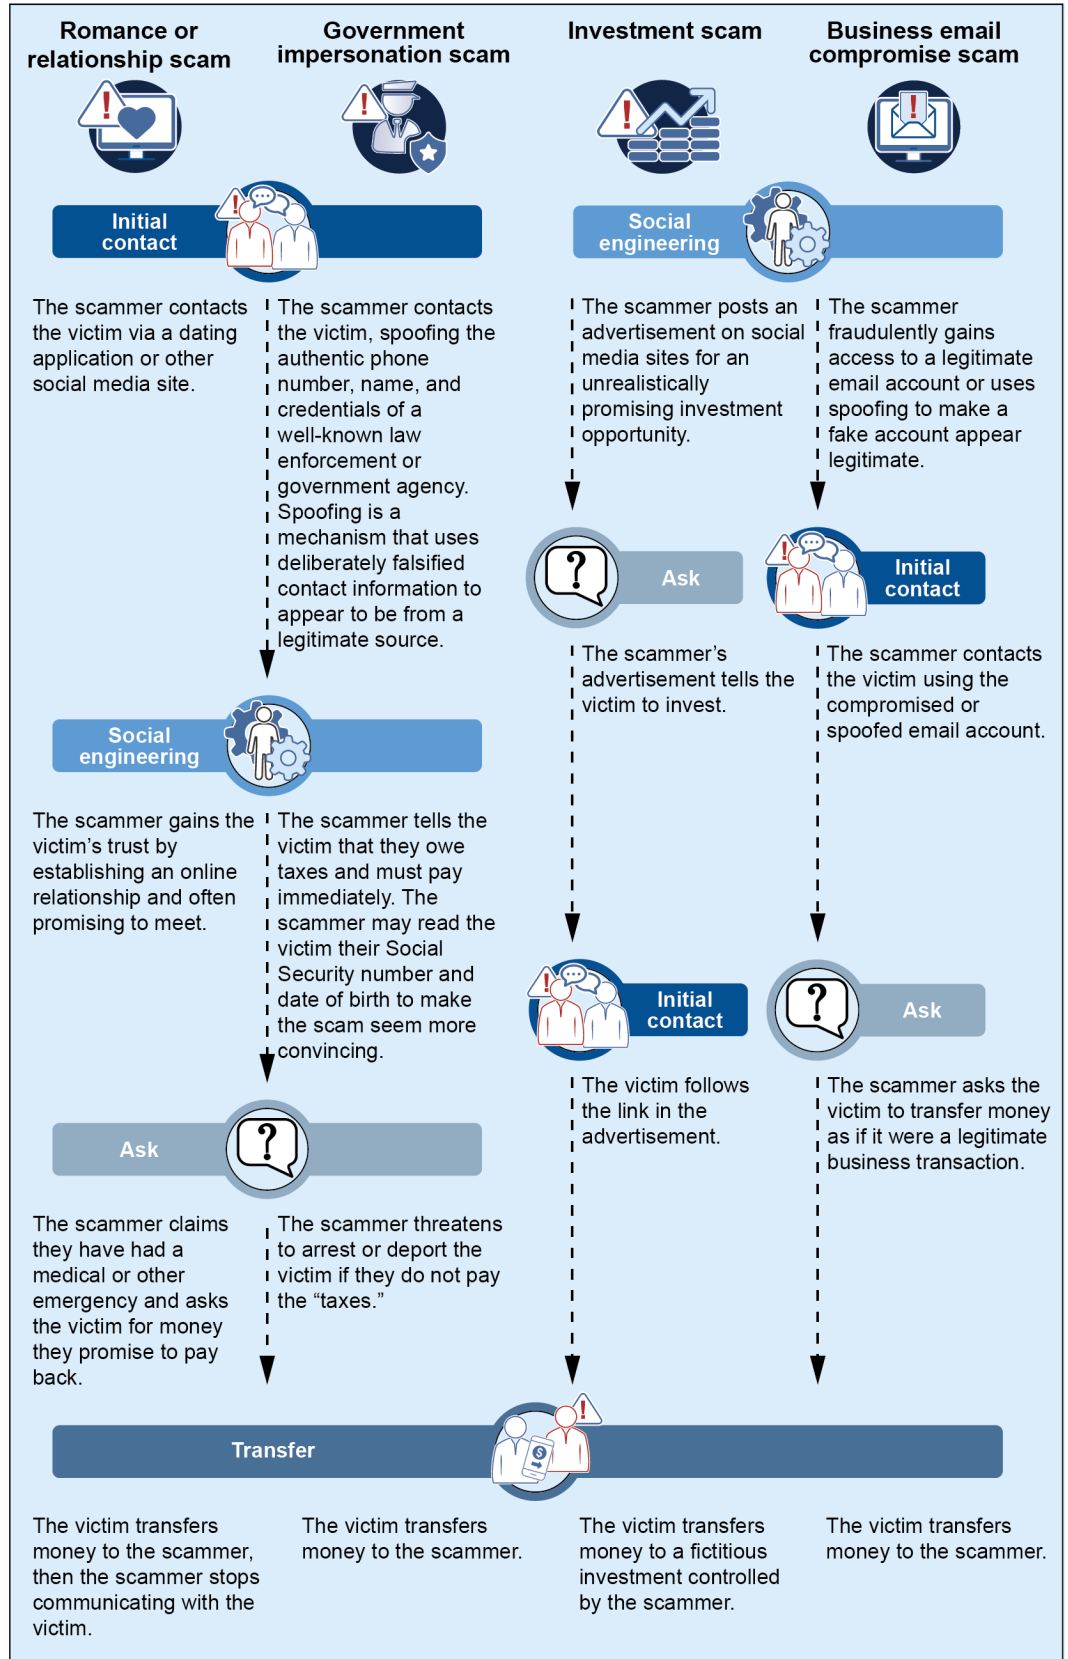 Romance or
relationship scam
Government
impersonation scam
Investment scam
Business email
compromise scam
Initial
contact
The scammer contacts
the victim via a dating
application or other
social media site.
The scammer contacts
the victim, spoofing the
authentic phone
number, name, and
credentials of a
well-known law
enforcement or
government agency.
Spoofing is a
mechanism that uses
deliberately falsified
contact information to
appear to be from a
legitimate source.
Social
engineering
The scammer posts an
advertisement on social
media sites for an
unrealistically
promising investment
opportunity.
The scammer
fraudulently gains
access to a legitimate
email account or uses
spoofing to make a
fake account appear
legitimate.
?
Ask
The scammer's
advertisement tells the
victim to invest.
Initial
contact
The scammer contacts
the victim using the
compromised or
spoofed email account.
Social
engineering
The scammer gains the
victim's trust by
establishing an online
relationship and often
promising to meet.
The scammer tells the
victim that they owe
taxes and must pay
immediately. The
scammer may read the
victim their Social
Security number and
date of birth to make
the scam seem more
convincing.
Initial
contact
The victim follows
the link in the
advertisement.
?
Ask
The scammer asks the
victim to transfer money
as if it were a legitimate
business transaction.
Ask
?
The scammer claims
they have had a
medical or other
emergency and asks
the victim for money
they promise to pay
back.
The scammer threatens
to arrest or deport the
victim if they do not pay
the “taxes.”
Transfer
$
The victim transfers
money to the scammer,
then the scammer stops
communicating with the
victim.
The victim transfers
money to the scammer.
The victim transfers
money to a fictitious
investment controlled
by the scammer.
The victim transfers
money to the scammer.